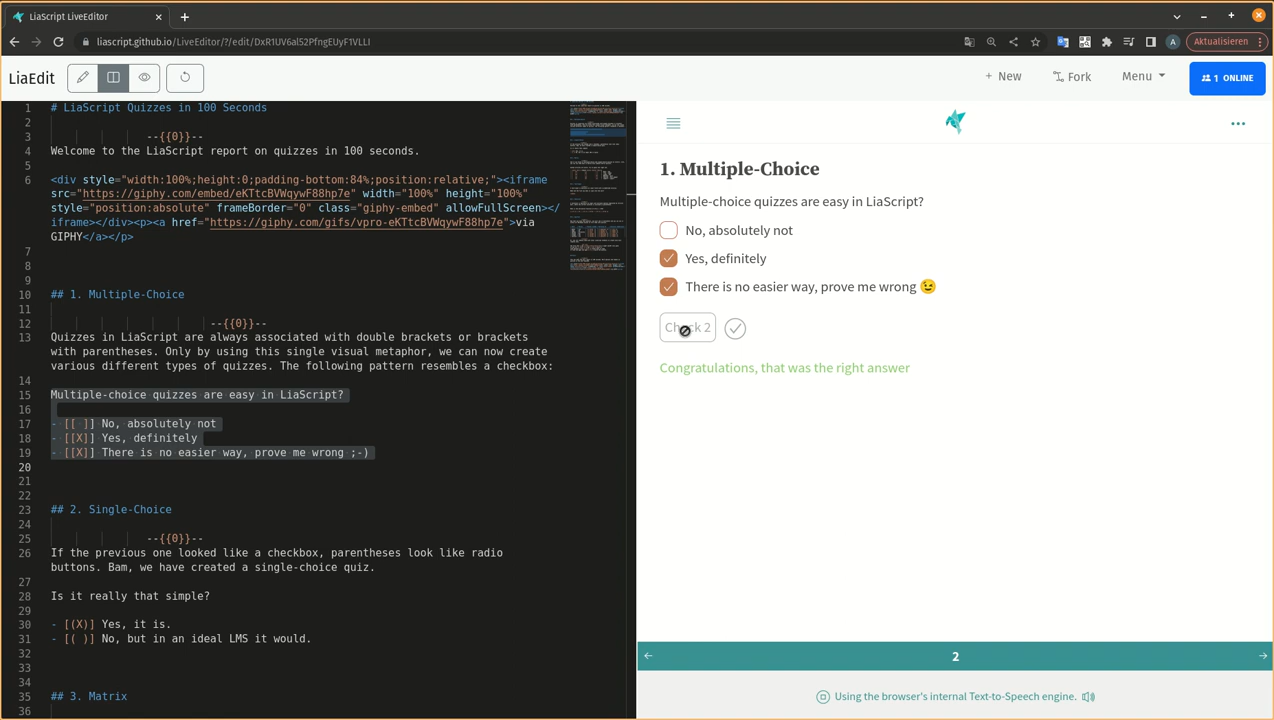 LiaScript LiveEditor
liascript.github.io/LiveEditor/?/edit/DxR1UV6al52PfngEUyF1VLLI
A
Aktualisieren
LiaEdit
+ New
Fork
Menu
1 ONLINE
1 # LiaScript Quizzes in 100 Seconds
2
3 --{{0}}--
4 Welcome to the LiaScript report on quizzes in 100 seconds.
5
6 <div style="width:100%;height:0;padding-bottom:84%;position:relative;"><iframe
src="https://giphy.com/embed/eKTtcBVWqywF88hp7e" width="100%" height="100%"
style="position:absolute" frameBorder="0" class="giphy-embed" allowFullScreen></
iframe></div><p><a href="https://giphy.com/gifs/vpro-eKTtcBVWqywF88hp7e">via
GIPHY</a></p>
7
8
9
10 ## 1. Multiple-Choice
11
12 --{{0}}--
13 Quizzes in LiaScript are always associated with double brackets or brackets
with parentheses. Only by using this single visual metaphor, we can now create
various different types of quizzes. The following pattern resembles a checkbox:
14
15 Multiple-choice quizzes are easy in LiaScript?
16
17 - [[ ]] No, absolutely not
18 - [[X]] Yes, definitely
19 - [[X]] There is no easier way, prove me wrong ;-)
20
21
22
23 ## 2. Single-Choice
24
25 --{{0}}--
26 If the previous one looked like a checkbox, parentheses look like radio
buttons. Bam, we have created a single-choice quiz.
27
28 Is it really that simple?
29
30 - [(X)] Yes, it is.
31 - [( )] No, but in an ideal LMS it would.
32
33
34
35 ## 3. Matrix
36
1. Multiple-Choice
Multiple-choice quizzes are easy in LiaScript?
No, absolutely not
Yes, definitely
There is no easier way, prove me wrong 😉
Check 2
Congratulations, that was the right answer
2
Using the browser's internal Text-to-Speech engine.